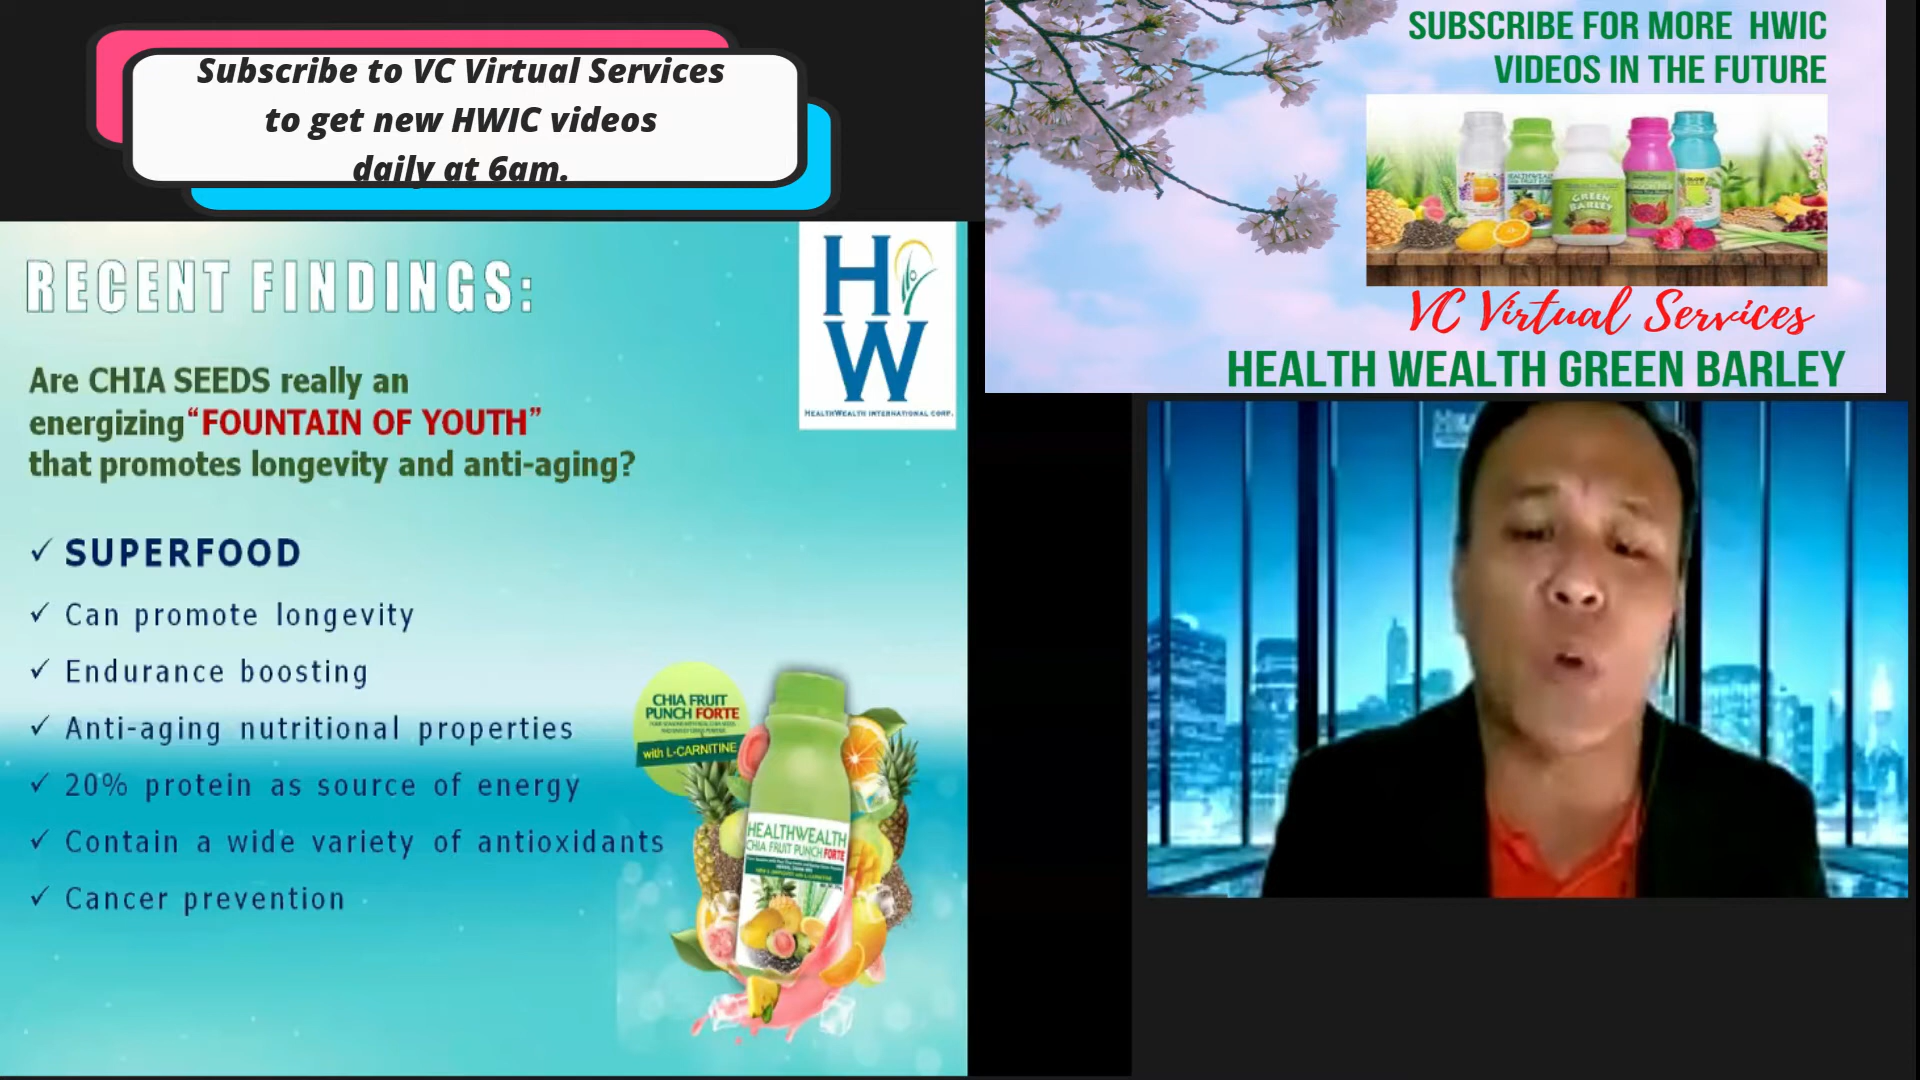 Subscribe to VC Virtual Services
to get new HWIC videos
daily at 6am.
SUBSCRIBE FOR MORE HWIC
VIDEOS IN THE FUTURE
GREEN
BARLEY
VC Virtual Services
HEALTH WEALTH GREEN BARLEY
RECENT FINDINGS:
H
W
HEALTHWEALTH INTERNATIONAL CORP.
Are CHIA SEEDS really an
energizing "FOUNTAIN OF YOUTH"
that promotes longevity and anti-aging?
✓ SUPERFOOD
✓ Can promote longevity
✓ Endurance boosting
✓ Anti-aging nutritional properties
✓ 20% protein as source of energy
✓ Contain a wide variety of antioxidants
✓ Cancer prevention
CHIA FRUIT
PUNCH FORTE
with L-CARNITINE
HEALTHWEALTH
CHIA FRUIT PUNCH FORTE